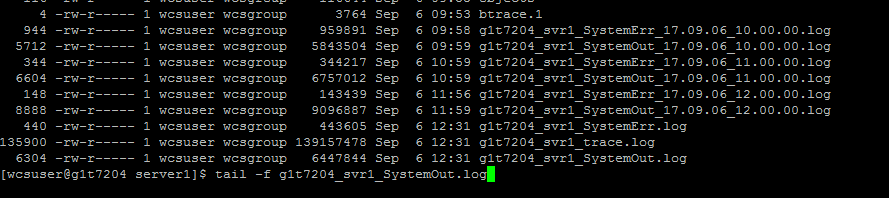 4 -rw-r----- 1 wcsuser wcsgroup 3764 Sep 6 09:53 btrace.1
944 -rw-r----- 1 wcsuser wcsgroup 959891 Sep 6 09:58 g1t7204_svr1_SystemErr_17.09.06_10.00.00.log
5712 -rw-r----- 1 wcsuser wcsgroup 5843504 Sep 6 09:59 g1t7204_svr1_SystemOut_17.09.06_10.00.00.log
344 -rw-r----- 1 wcsuser wcsgroup 344217 Sep 6 10:59 g1t7204_svr1_SystemErr_17.09.06_11.00.00.log
6604 -rw-r----- 1 wcsuser wcsgroup 6757012 Sep 6 10:59 g1t7204_svr1_SystemOut_17.09.06_11.00.00.log
148 -rw-r----- 1 wcsuser wcsgroup 143439 Sep 6 11:56 g1t7204_svr1_SystemErr_17.09.06_12.00.00.log
8888 -rw-r----- 1 wcsuser wcsgroup 9096887 Sep 6 11:59 g1t7204_svr1_SystemOut_17.09.06_12.00.00.log
440 -rw-r----- 1 wcsuser wcsgroup 443605 Sep 6 12:31 g1t7204_svr1_SystemErr.log
135900 -rw-r----- 1 wcsuser wcsgroup 139157478 Sep 6 12:31 g1t7204_svr1_trace.log
6304 -rw-r----- 1 wcsuser wcsgroup 6447844 Sep 6 12:31 g1t7204_svr1_SystemOut.log
[wcsuser@g1t7204 server1]$ tail -f g1t7204_svr1_SystemOut.log